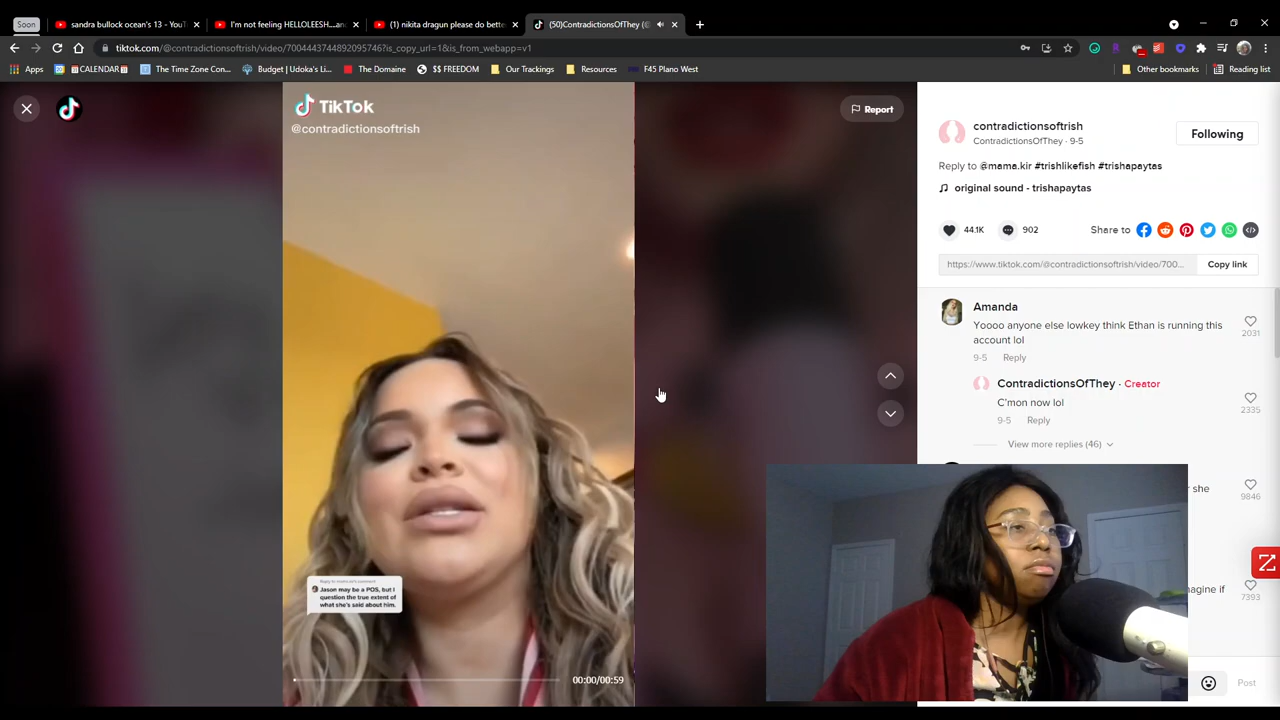 Soon
sandra bullock ocean's 13 - YouT
I'm not feeling HELLOLEESH...an
(1) nikita dragun please do bette
(50)ContradictionsOfThey (@
tiktok.com/@contradictionsoftrish/video/7004443744892095746?is_copy_url=1&is_from_webapp=v1
Apps
CALENDAR
The Time Zone Con...
Budget | Udoka's Li...
The Domaine
$$ FREEDOM
Our Trackings
Resources
F45 Plano West
Other bookmarks
Reading list
TikTok
@contradictionsoftrish
Report
contradictionsoftrish
ContradictionsOfThey · 9-5
Following
Reply to @mama.kir #trishlikefish #trishapaytas
original sound - trishapaytas
44.1K
902
Share to
https://www.tiktok.com/@contradictionsoftrish/video/700...
Copy link
Amanda
Yoooo anyone else lowkey think Ethan is running this
account lol
2031
9-5 Reply
ContradictionsOfThey · Creator
C'mon now lol
2335
9-5 Reply
View more replies (46)
r she
9846
nagine if
7393
Jason may be a POS, but I
question the true extent of
what she's said about him.
00:00/00:59
Post